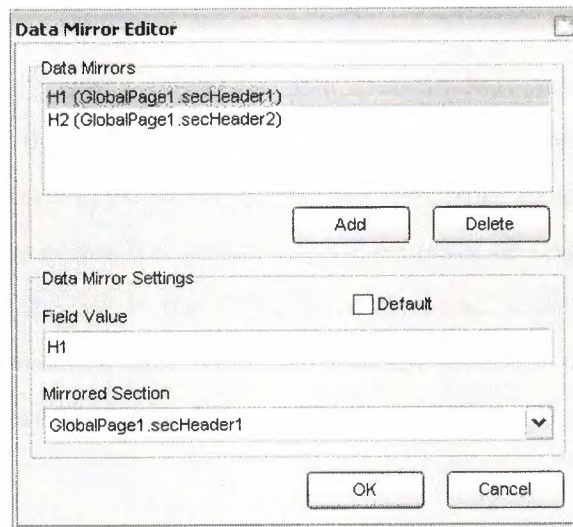 Data Mirror Editor
Data Mirrors
H1 (GlobalPage1.secHeader1)
H2 (GlobalPage1.secHeader2)
Add Delete
Data Mirror Settings
Default
Field Value
H1
Mirrored Section
GlobalPage1.secHeader1
OK Cancel